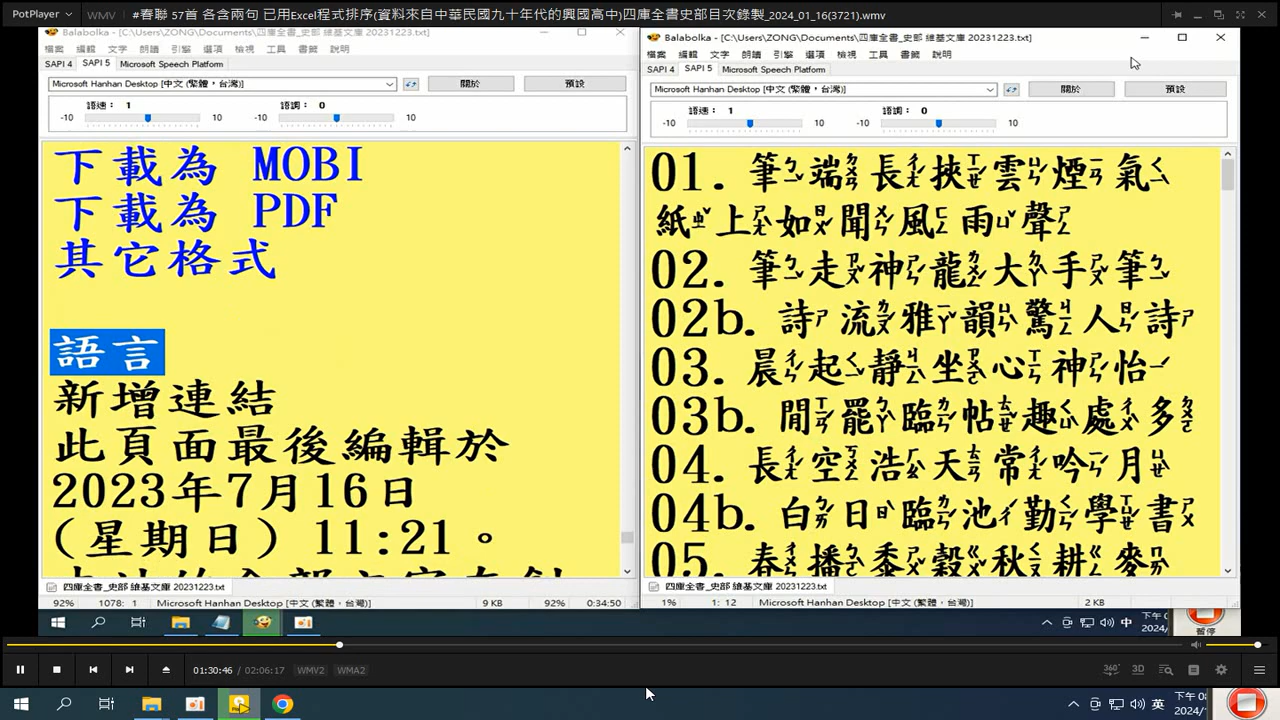 PotPlayer WMV #春聯 57首 各含兩句 已用Excel程式排序(資料來自中華民國九十年代的興國高中)四庫全書史部目次錄製_2024_01_16(3721).wmv
Balabolka - [C:\Users\ZONG\Documents\四庫全書_史部 維基文庫 20231223.txt]
檔案 編輯 文字 朗讀 引擎 選項 檢視 工具 書籤 說明
SAPI 4 SAPI 5 Microsoft Speech Platform
Microsoft Hanhan Desktop [中文 (繁體，台灣)] 關於 預設
語速： 1 語調： 0
-10 10 -10 10
下載為 MOBI
下載為 PDF
其它格式
語言
新增連結
此頁面最後編輯於
2023年7月16日
(星期日) 11:21。
四庫全書_史部 維基文庫 20231223.txt
92% 1078: 1 Microsoft Hanhan Desktop [中文 (繁體，台灣)] 9 KB 92% 0:34:50
Balabolka - [C:\Users\ZONG\Documents\四庫全書_史部 維基文庫 20231223.txt]
檔案 編輯 文字 朗讀 引擎 選項 檢視 工具 書籤 說明
SAPI 4 SAPI 5 Microsoft Speech Platform
Microsoft Hanhan Desktop [中文 (繁體，台灣)] 關於 預設
語速： 1 語調： 0
-10 10 -10 10
01. 筆端長挾雲煙氣
紙上如聞風雨聲
02. 筆走神龍大手筆
02b. 詩流雅韻驚人詩
03. 晨起靜坐心神怡
03b. 閒罷臨帖趣處多
04. 長空浩天常吟月
04b. 白日臨池勤學書
05. 春播黍穀秋耕麥
四庫全書_史部 維基文庫 20231223.txt
1% 1: 12 Microsoft Hanhan Desktop [中文 (繁體，台灣)] 2 KB
中 下午 2024/ 暫停
01:30:46 / 02:06:17 WMV2 WMA2 360° 3D
英 下午 08 2024/